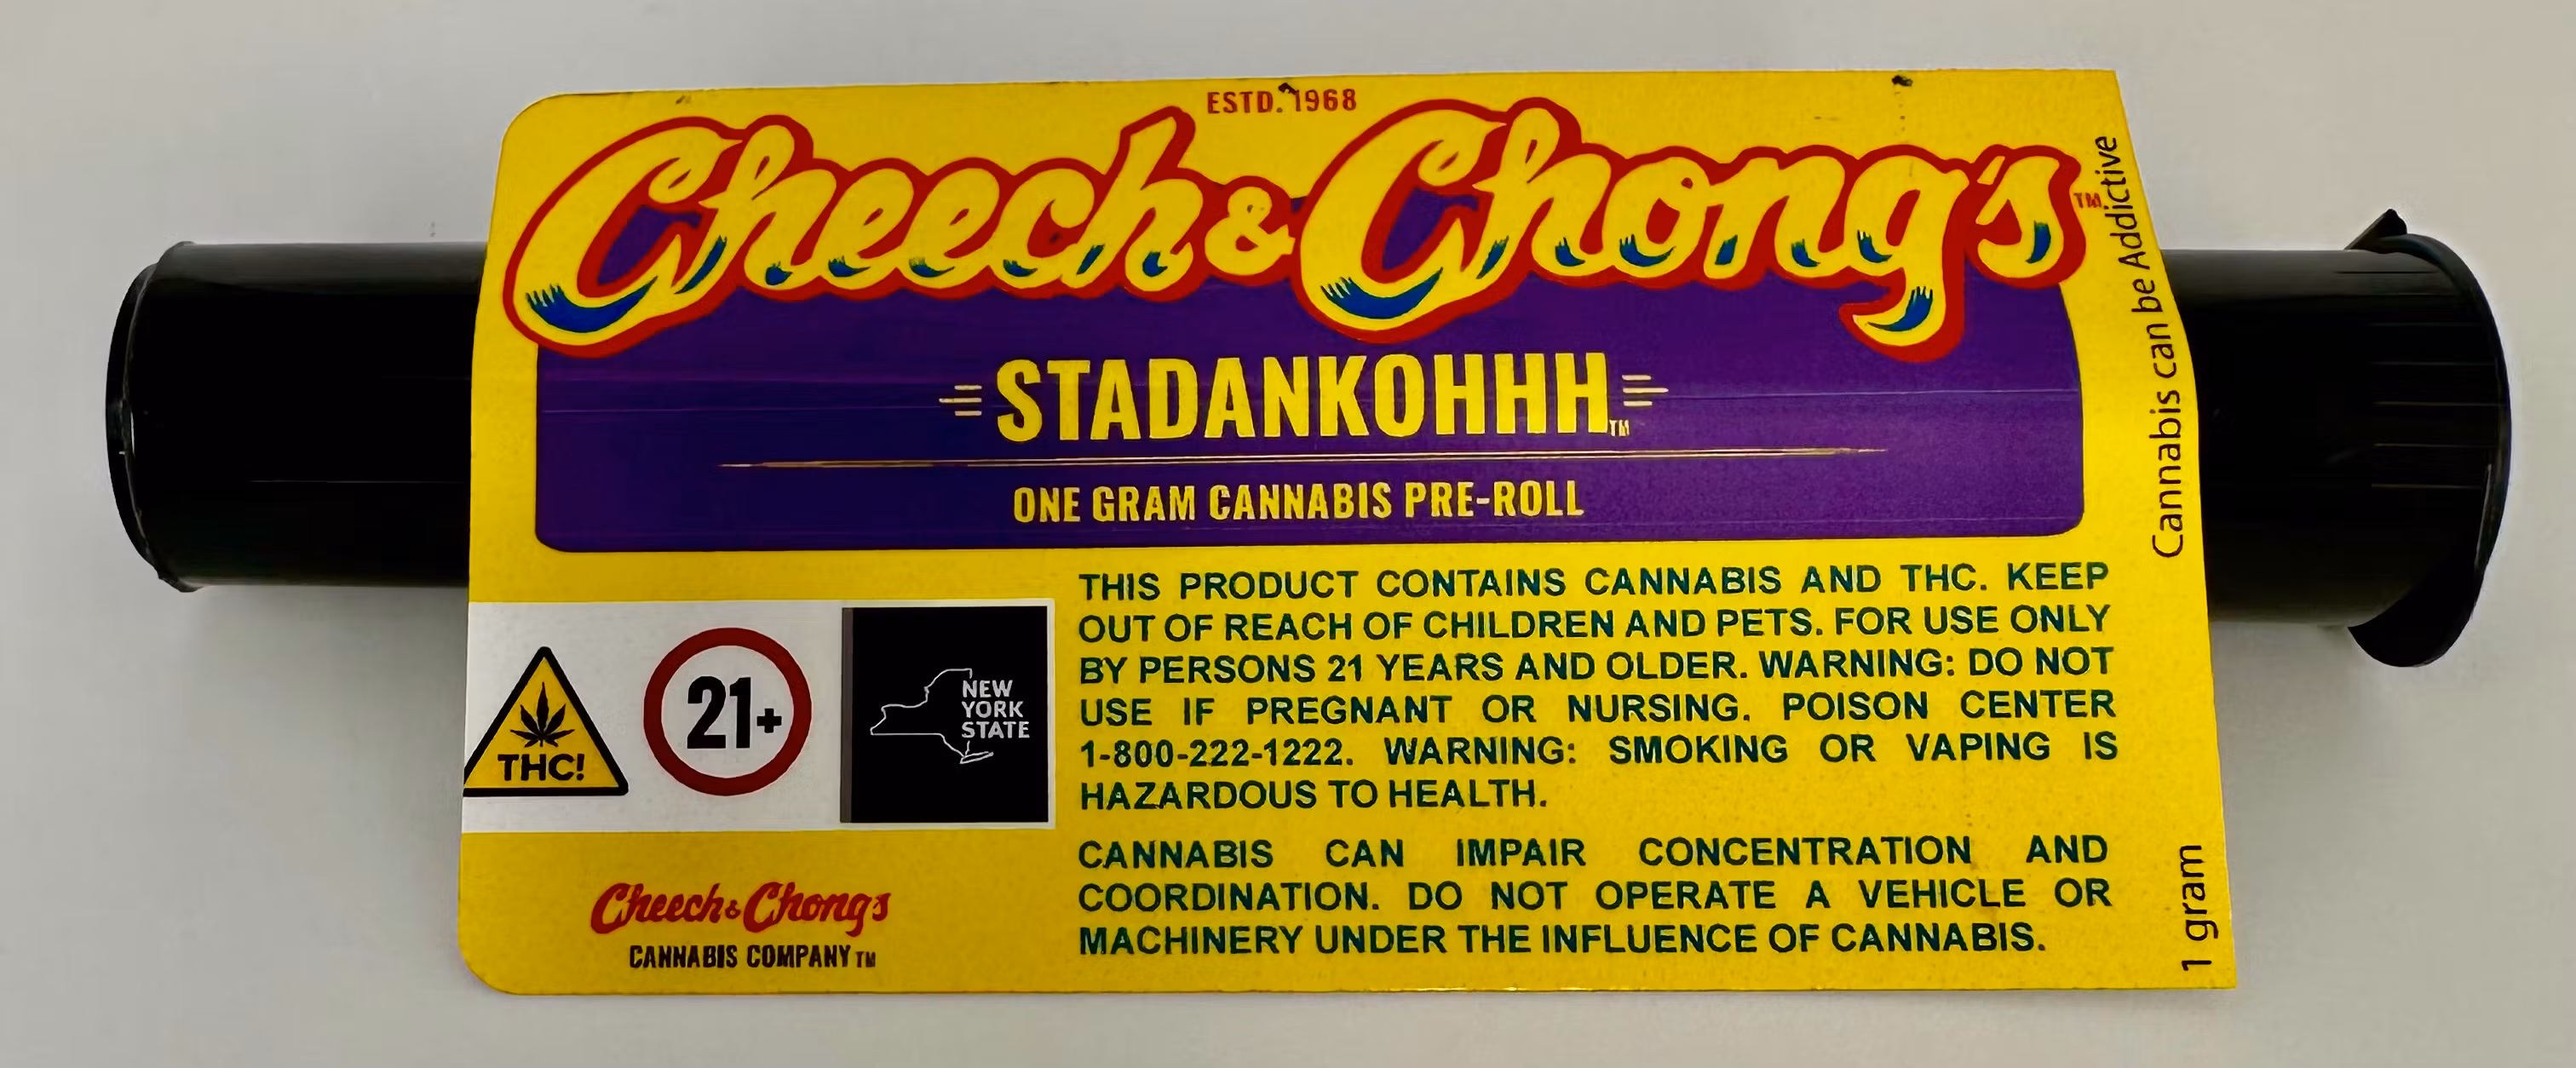 ESTD. 1968
Cheech & Chong's™
STADANKOHHH™
ONE GRAM CANNABIS PRE-ROLL
THC!
21+
NEW
YORK
STATE
Cheech & Chong's
CANNABIS COMPANY™
THIS PRODUCT CONTAINS CANNABIS AND THC. KEEP
OUT OF REACH OF CHILDREN AND PETS. FOR USE ONLY
BY PERSONS 21 YEARS AND OLDER. WARNING: DO NOT
USE IF PREGNANT OR NURSING. POISON CENTER
1-800-222-1222. WARNING: SMOKING OR VAPING IS
HAZARDOUS TO HEALTH.
CANNABIS CAN IMPAIR CONCENTRATION AND
COORDINATION. DO NOT OPERATE A VEHICLE OR
MACHINERY UNDER THE INFLUENCE OF CANNABIS.
Cannabis can be Addictive
1 gram